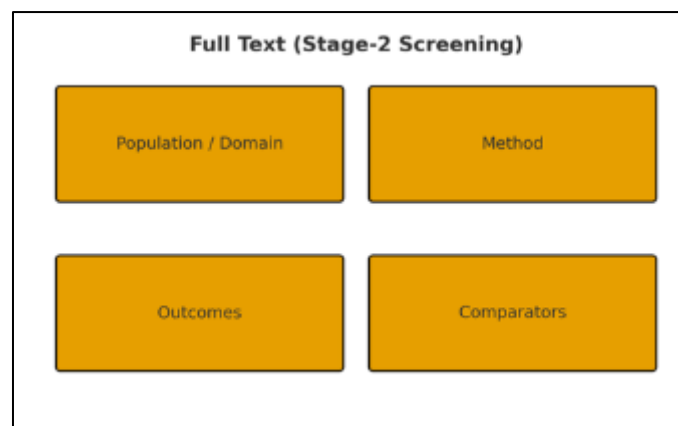 Full Text (Stage-2 Screening)
Population / Domain
Method
Outcomes
Comparators